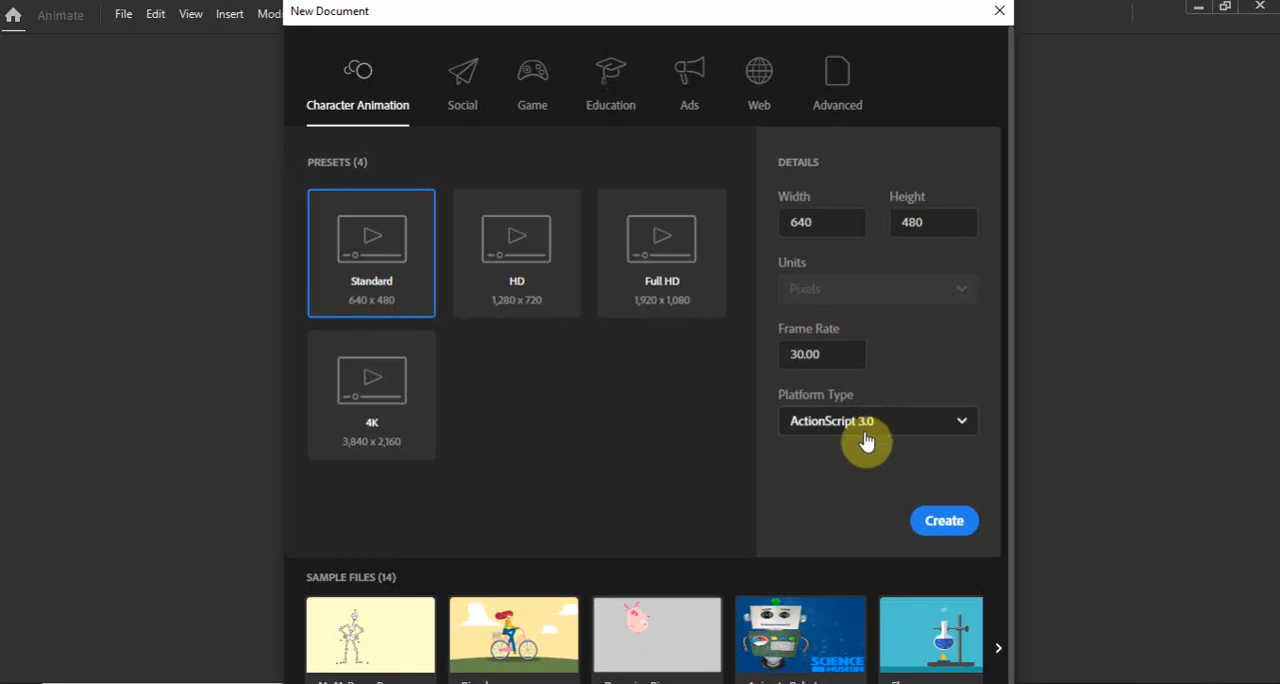 New Document
Animate File Edit View Insert
Character Animation Social Game Education Ads Web Advanced
PRESETS (4)
Standard
640 x 480
HD
1,280 x 720
Full HD
1,920 x 1,080
4K
3,840 x 2,160
DETAILS
Width Height
640 480
Units
Pixels
Frame Rate
30.00
Platform Type
ActionScript 3.0
Create
SAMPLE FILES (14)
SCIENCE
MUSEUM